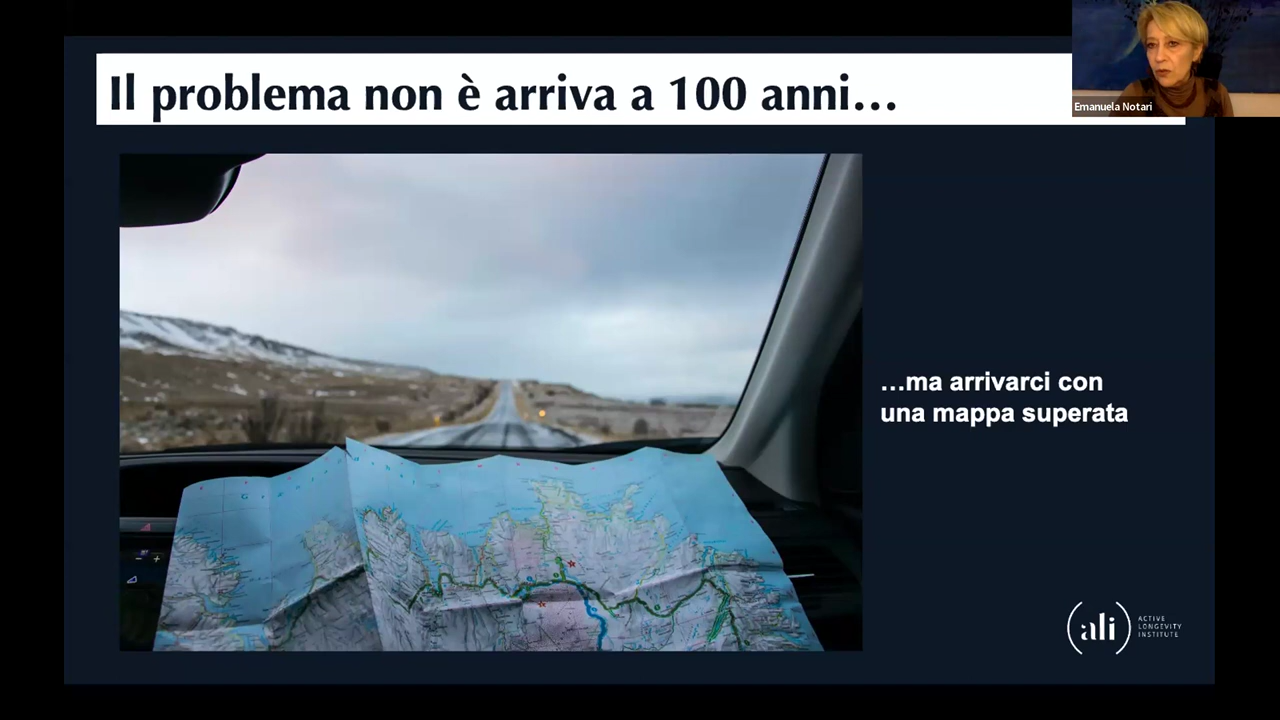 Il problema non è arriva a 100 anni...
Emanuela Notari
...ma arrivarci con
una mappa superata
ali
ACTIVE
LONGEVITY
INSTITUTE